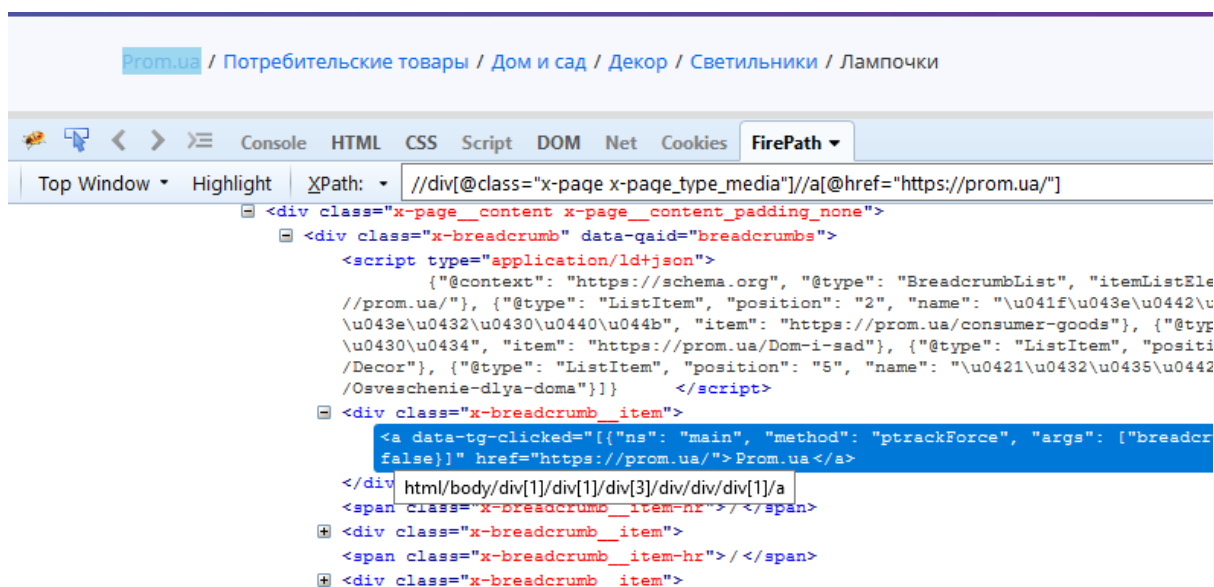 Prom.ua / Потребительские товары / Дом и сад / Декор / Светильники / Лампочки
Console HTML CSS Script DOM Net Cookies FirePath
Top Window Highlight XPath: //div[@class="x-page x-page_type_media"]//a[@href="https://prom.ua/"]
<div class="x-page__content x-page__content_padding_none">
<div class="x-breadcrumb" data-qaid="breadcrumbs">
<script type="application/ld+json">
{"@context": "https://schema.org", "@type": "BreadcrumbList", "itemListEle
//prom.ua/"}, {"@type": "ListItem", "position": "2", "name": "\u041f\u043e\u0442\u
\u043e\u0432\u0430\u0440\u044b", "item": "https://prom.ua/consumer-goods"}, {"@typ
\u0430\u0434", "item": "https://prom.ua/Dom-i-sad"}, {"@type": "ListItem", "positi
/Decor"}, {"@type": "ListItem", "position": "5", "name": "\u0421\u0432\u0435\u0442
/Osveschenie-dlya-doma"}]} </script>
<div class="x-breadcrumb__item">
<a data-tg-clicked="[{"ns": "main", "method": "ptrackForce", "args": ["breadcr
false}]" href="https://prom.ua/">Prom.ua</a>
</div
html/body/div[1]/div[1]/div[3]/div/div/div[1]/a
<span class="x-breadcrumb__item-hr">/</span>
<div class="x-breadcrumb__item">
<span class="x-breadcrumb__item-hr">/</span>
<div class="x-breadcrumb__item">